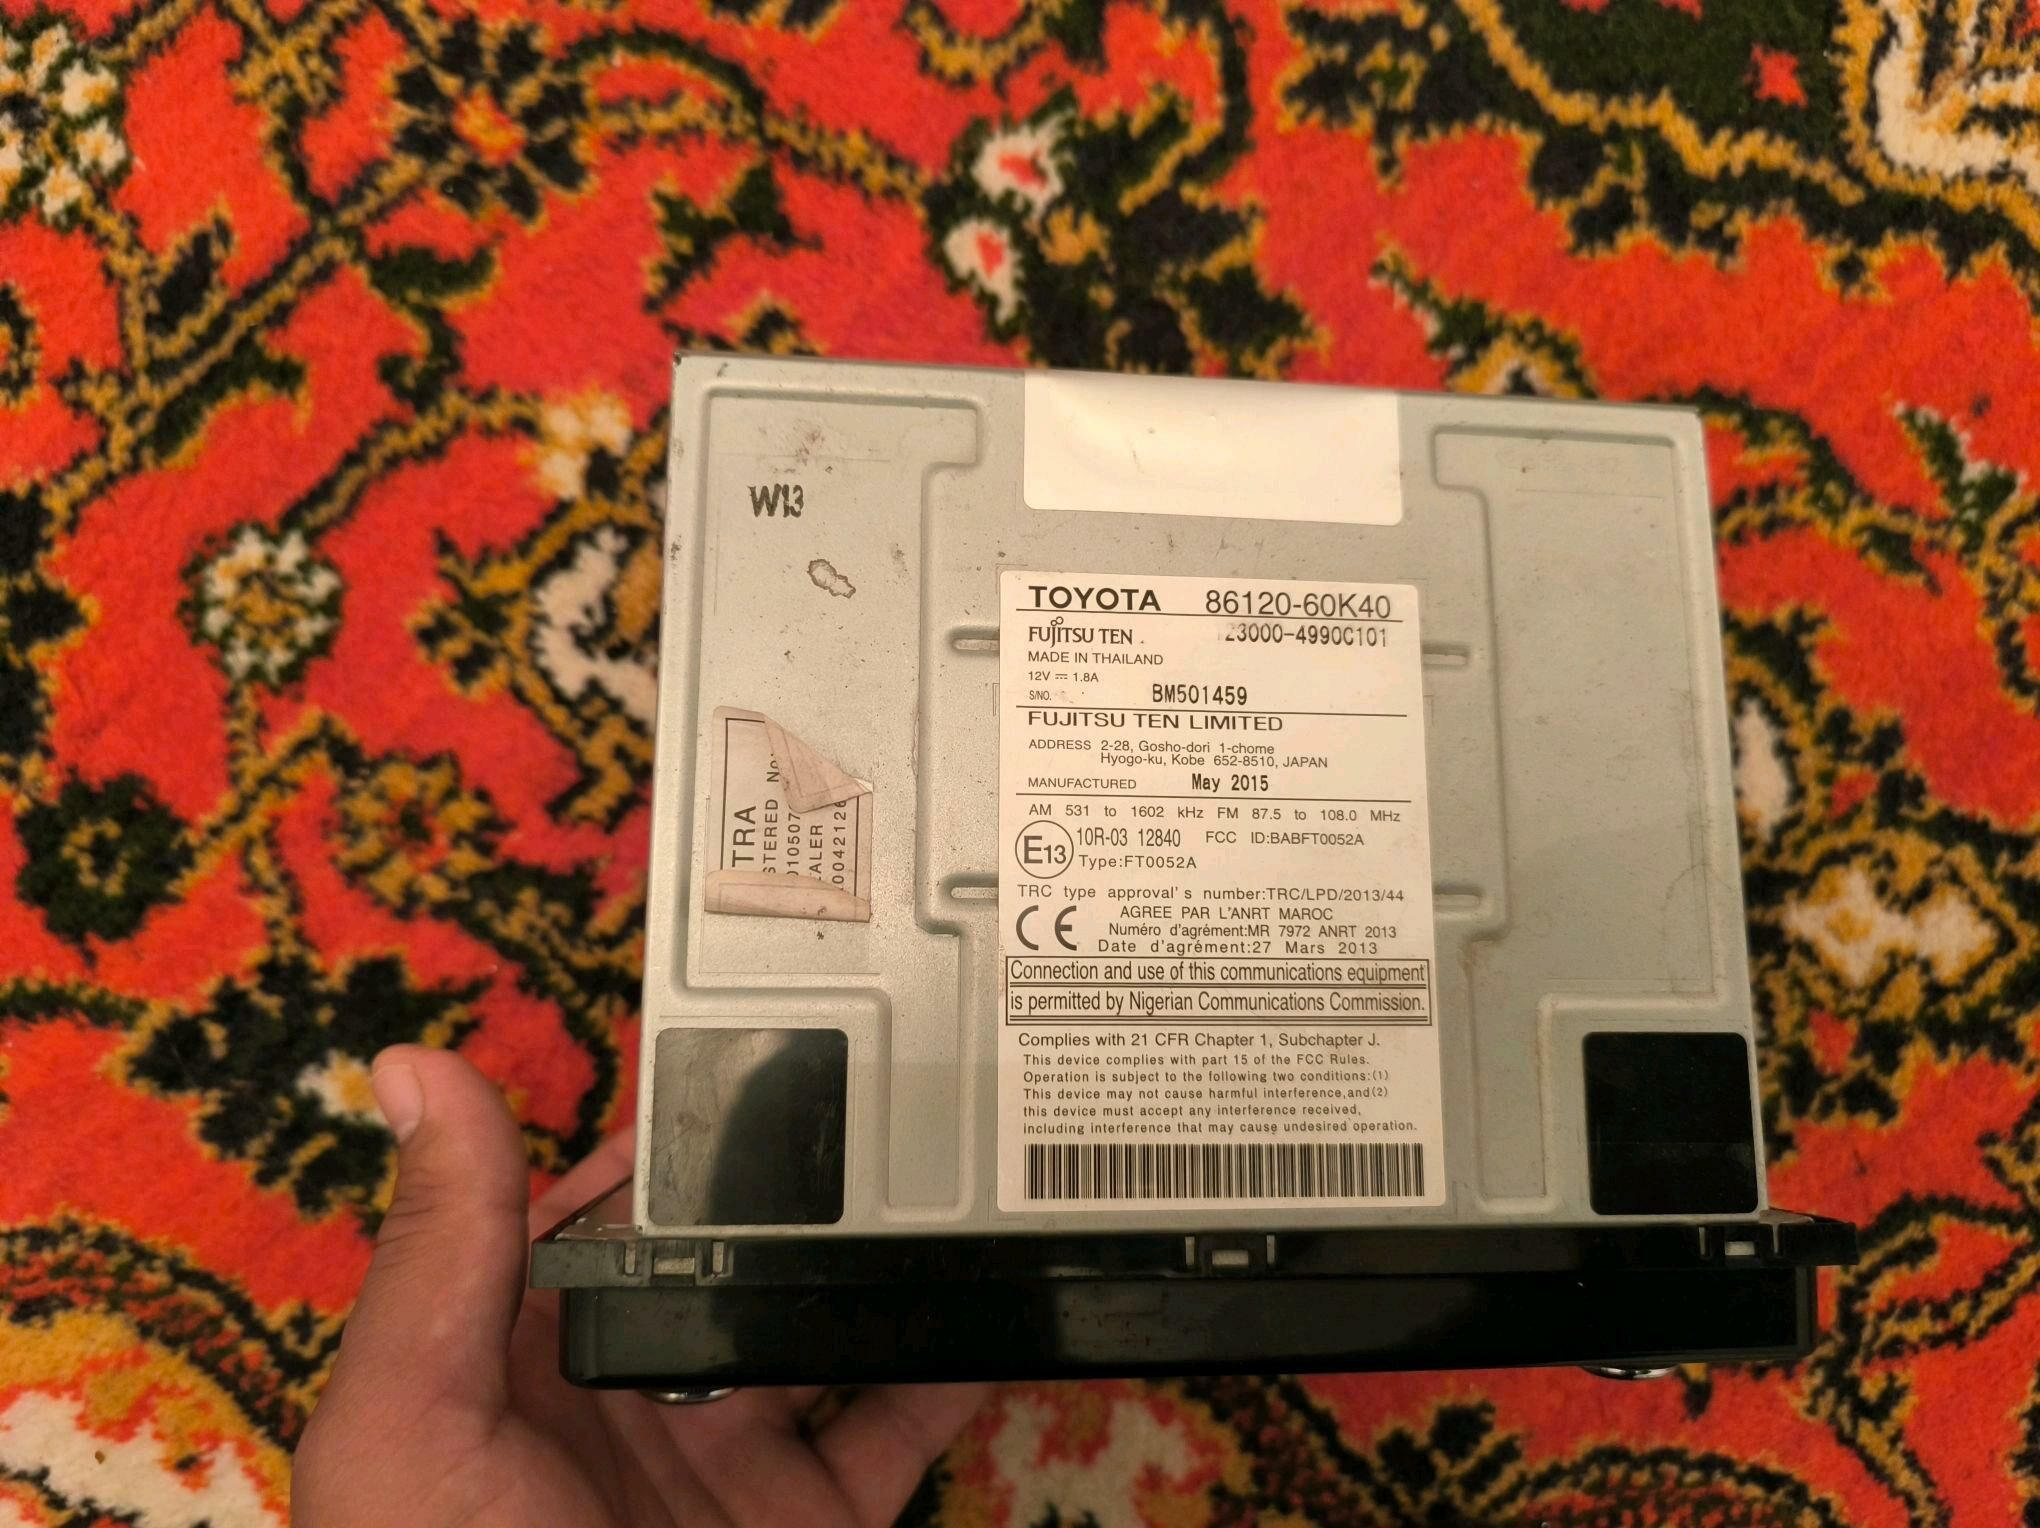 W13
TOYOTA 86120-60K40
FUJITSU TEN 123000-4990C101
MADE IN THAILAND
12V ⎓ 1.8A
S/NO. BM501459
FUJITSU TEN LIMITED
ADDRESS 2-28, Gosho-dori 1-chome
Hyogo-ku, Kobe 652-8510, JAPAN
MANUFACTURED May 2015
AM 531 to 1602 kHz FM 87.5 to 108.0 MHz
E13 10R-03 12840 FCC ID:BABFT0052A
Type:FT0052A
TRC type approval's number:TRC/LPD/2013/44
CE AGREE PAR L'ANRT MAROC
Numéro d'agrément:MR 7972 ANRT 2013
Date d'agrément:27 Mars 2013
Connection and use of this communications equipment
is permitted by Nigerian Communications Commission.
Complies with 21 CFR Chapter 1, Subchapter J.
This device complies with part 15 of the FCC Rules.
Operation is subject to the following two conditions:(1)
This device may not cause harmful interference,and(2)
this device must accept any interference received,
including interference that may cause undesired operation.
TRA
STERED No:
010507
EALER